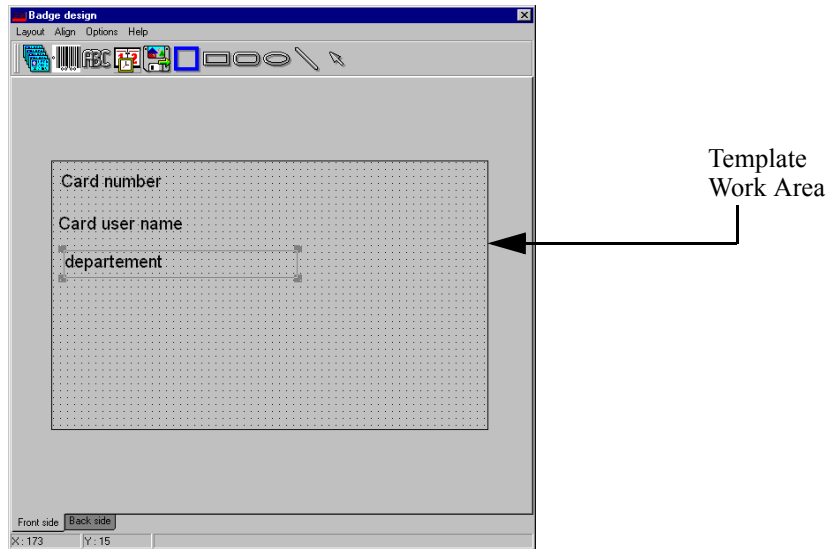 Badge design
Layout Align Options Help
ABC
Card number
Card user name
departement
Template
Work Area
Front side Back side
X: 173 Y: 15